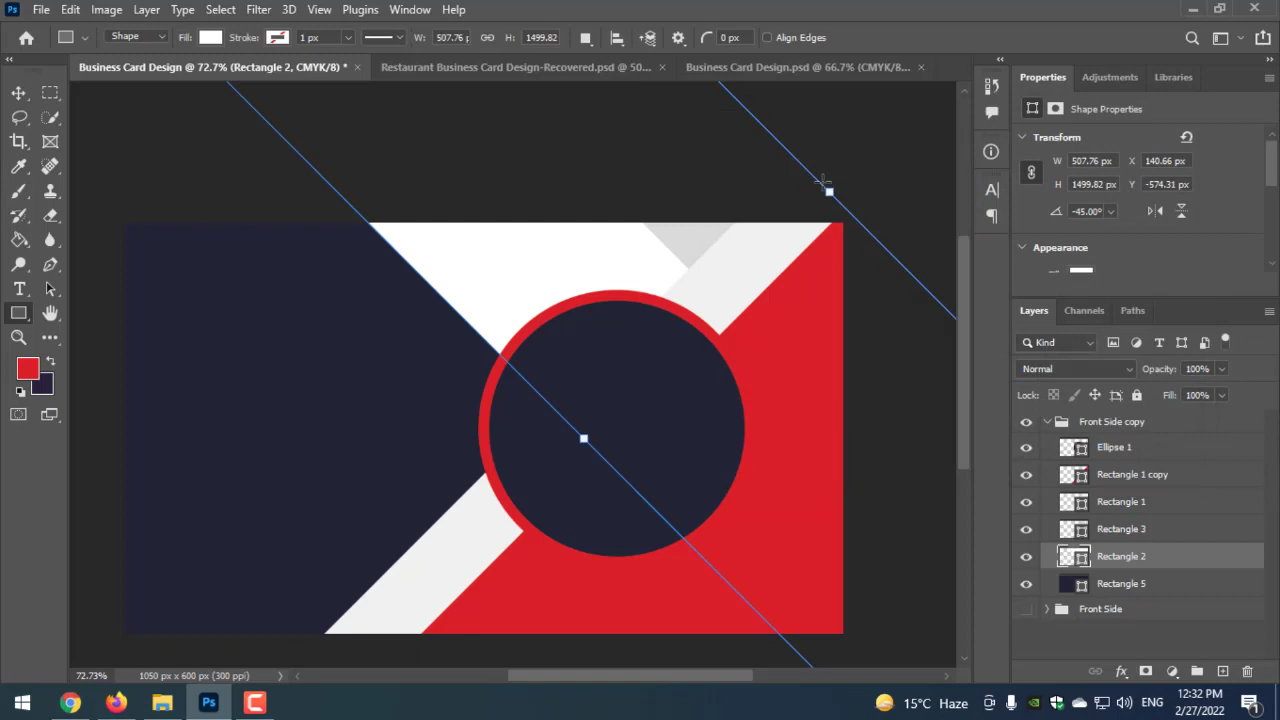 Ps File Edit Image Layer Type Select Filter 3D View Plugins Window Help
Shape Fill: Stroke: 1 px W: 507.76 p H: 1499.82 0 px Align Edges
Business Card Design @ 72.7% (Rectangle 2, CMYK/8) * × Restaurant Business Card Design-Recovered.psd @ 50... × Business Card Design.psd @ 66.7% (CMYK/8... ×
Properties Adjustments Libraries
Shape Properties
Transform
W 507.76 px X 140.66 px
H 1499.82 px Y -574.31 px
-45.00°
Appearance
Layers Channels Paths
Kind
Normal Opacity: 100%
Lock: Fill: 100%
Front Side copy
Ellipse 1
Rectangle 1 copy
Rectangle 1
Rectangle 3
Rectangle 2
Rectangle 5
Front Side
72.73% 1050 px x 600 px (300 ppi)
Ps 15°C Haze ENG 12:32 PM
2/27/2022
1